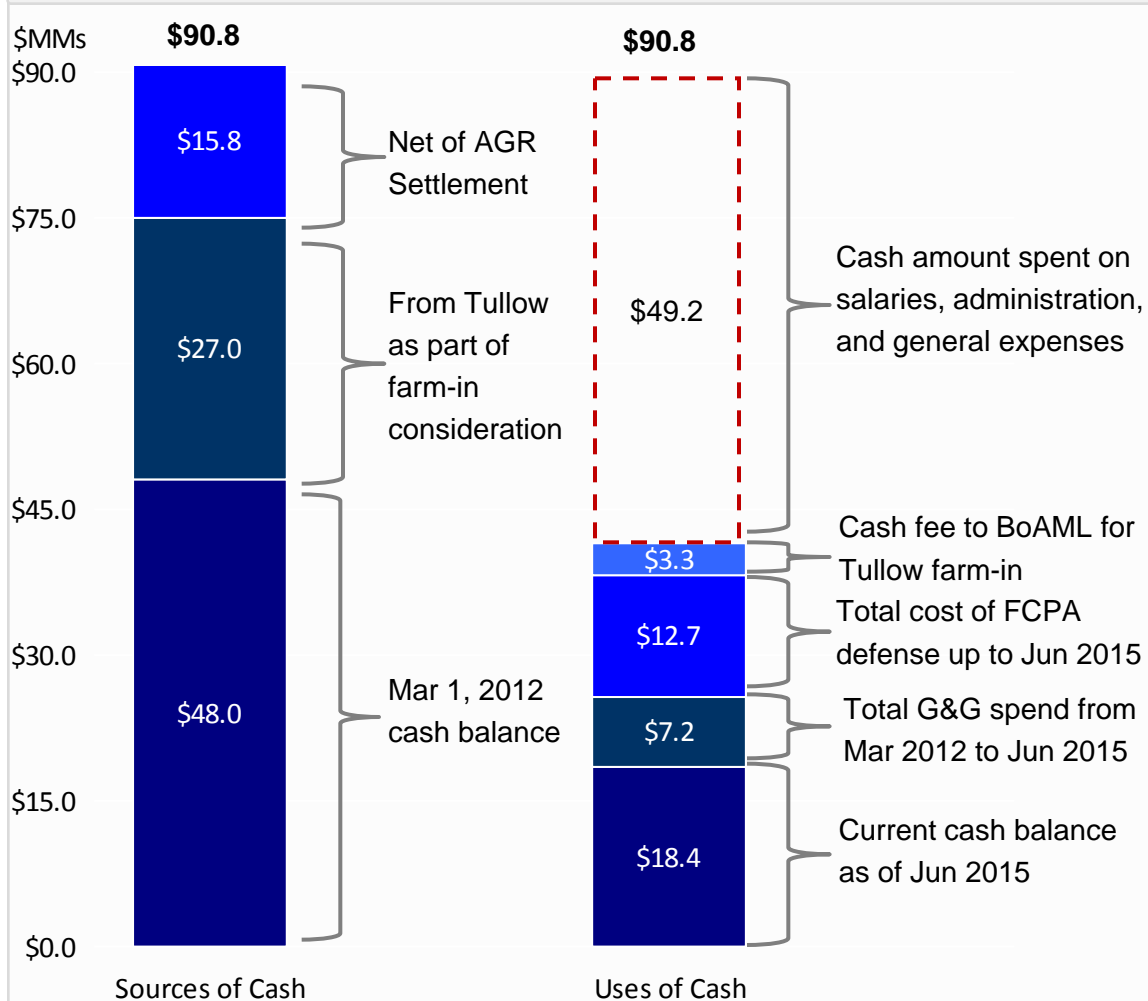 $MMs
$90.8
$90.8
$90.0
$75.0
$60.0
$45.0
$30.0
$15.0
$0.0
$15.8
$27.0
$48.0
Net of AGR
Settlement
From Tullow
as part of
farm-in
consideration
Mar 1, 2012
cash balance
$49.2
$3.3
$12.7
$7.2
$18.4
Cash amount spent on
salaries, administration,
and general expenses
Cash fee to BoAML for
Tullow farm-in
Total cost of FCPA
defense up to Jun 2015
Total G&G spend from
Mar 2012 to Jun 2015
Current cash balance
as of Jun 2015
Sources of Cash
Uses of Cash